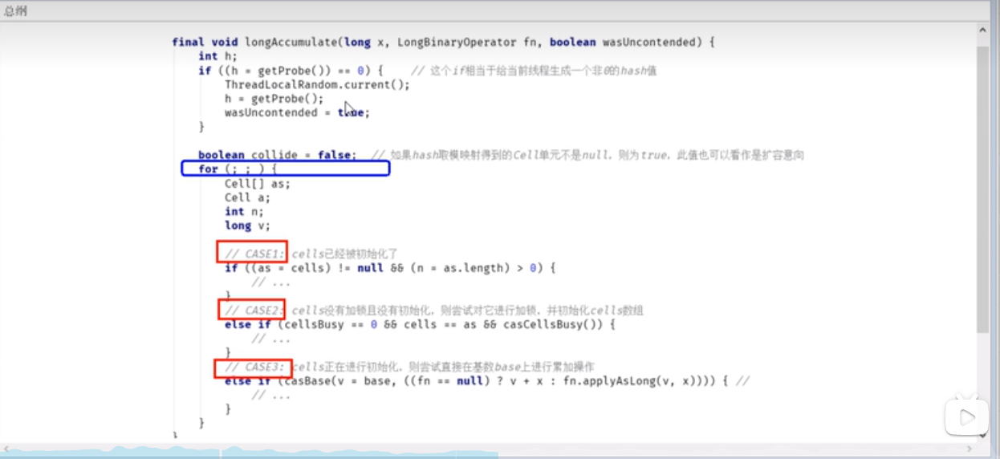 总纲
final void longAccumulate(long x, LongBinaryOperator fn, boolean wasUncontended) {
int h;
if ((h = getProbe()) == 0) { // 这个if相当于给当前线程生成一个非0的hash值
ThreadLocalRandom.current();
h = getProbe();
wasUncontended = true;
}
boolean collide = false; // 如果hash取模映射得到的Cell单元不是null，则为true，此值也可以看作是扩容意向
for (; ; ) {
Cell[] as;
Cell a;
int n;
long v;
// CASE1: cells已经被初始化了
if ((as = cells) != null && (n = as.length) > 0) {
// ...
}
// CASE2: cells没有加锁且没有初始化，则尝试对它进行加锁，并初始化cells数组
else if (cellsBusy == 0 && cells == as && casCellsBusy()) {
// ...
}
// CASE3: cells正在进行初始化，则尝试直接在基数base上进行累加操作
else if (casBase(v = base, ((fn == null) ? v + x : fn.applyAsLong(v, x)))) { //
// ...
}
}
}